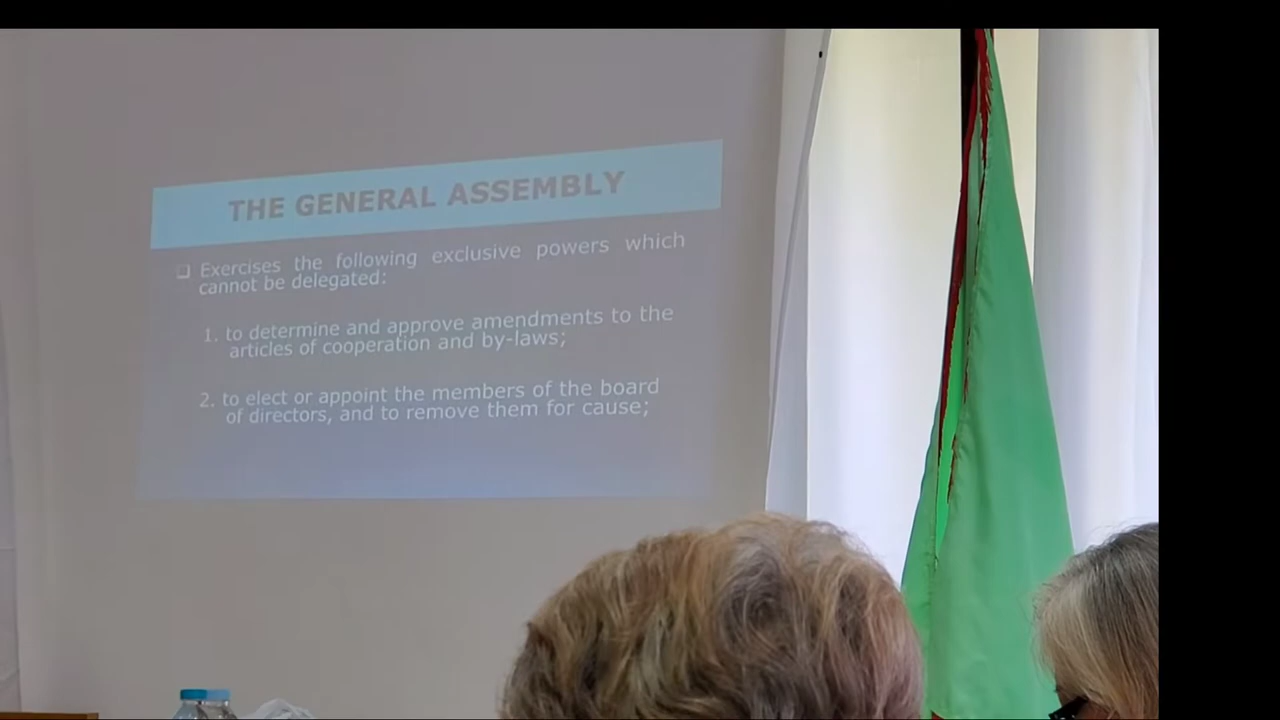 THE GENERAL ASSEMBLY
❑ Exercises the following exclusive powers which
cannot be delegated:
1. to determine and approve amendments to the
articles of cooperation and by-laws;
2. to elect or appoint the members of the board
of directors, and to remove them for cause;